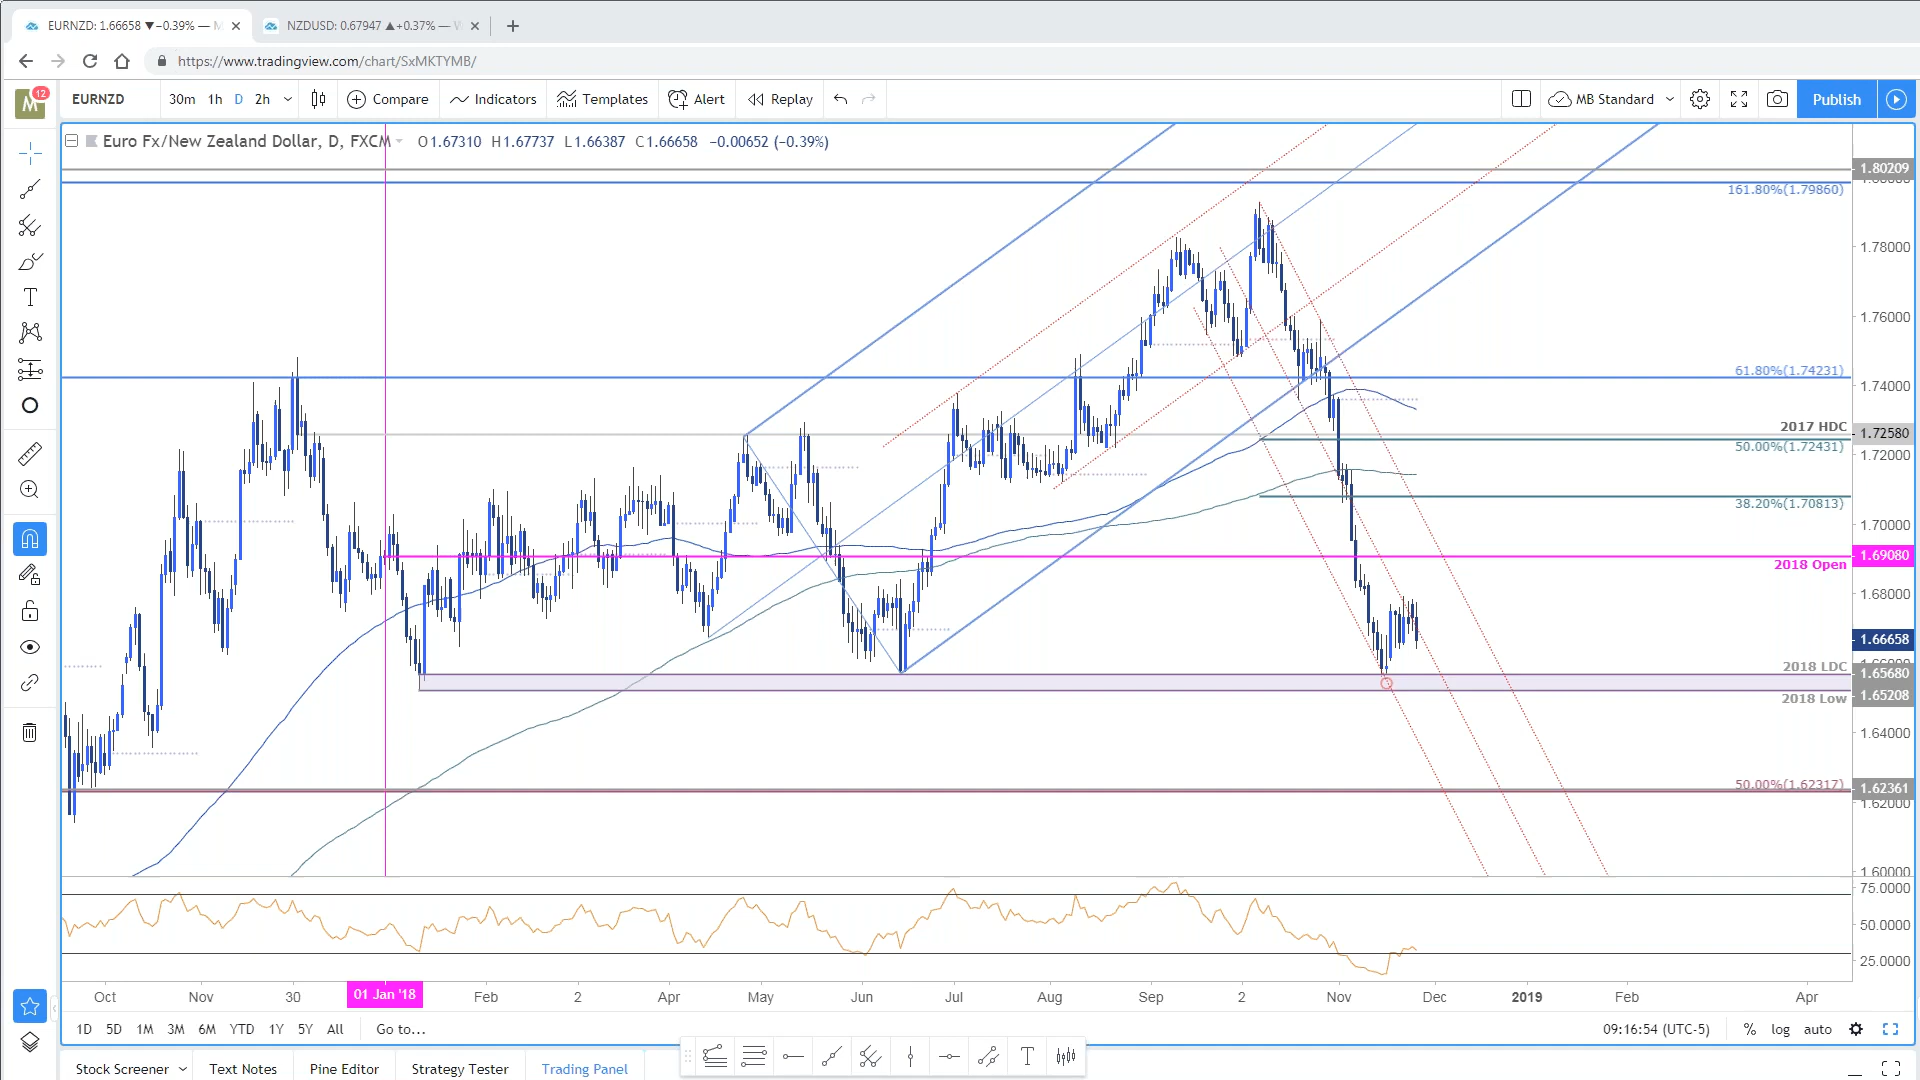 EURNZD: 1.66658 ▼−0.39% — M
NZDUSD: 0.67947 ▲+0.37% —
https://www.tradingview.com/chart/SxMKTYMB/
M 12
EURNZD 30m 1h D 2h Compare Indicators Templates Alert Replay MB Standard Publish
Euro Fx/New Zealand Dollar, D, FXCM O1.67310 H1.67737 L1.66387 C1.66658 −0.00652 (−0.39%)
1.80209
161.80%(1.79860)
1.78000
1.76000
61.80%(1.74231)
1.74000
2017 HDC 1.72580
50.00%(1.72431)
1.72000
38.20%(1.70813)
1.70000
1.69080
2018 Open
1.68000
1.66658
2018 LDC
1.65680
2018 Low 1.65208
1.64000
50.00%(1.62317) 1.62361
1.62000
1.60000
75.0000
50.0000
25.0000
Oct Nov 30 01 Jan '18 Feb 2 Apr May Jun Jul Aug Sep 2 Nov Dec 2019 Feb Apr
1D 5D 1M 3M 6M YTD 1Y 5Y All Go to... 09:16:54 (UTC-5) % log auto
T
Stock Screener Text Notes Pine Editor Strategy Tester Trading Panel